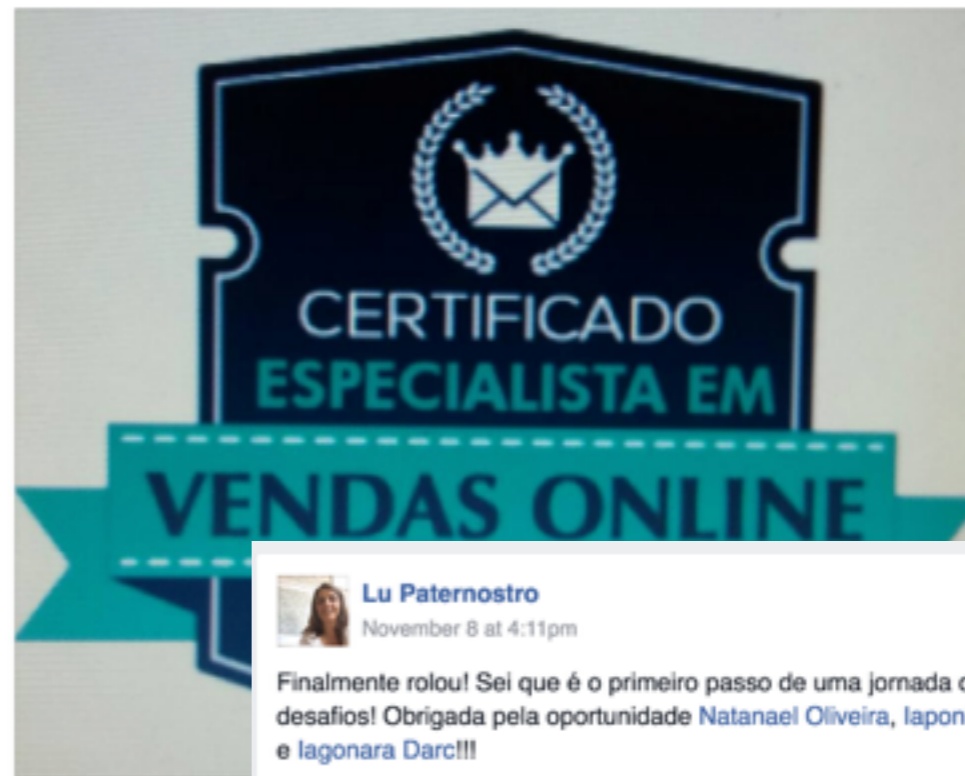 CERTIFICADO
ESPECIALISTA EM
VENDAS ONLINE
Lu Paternostro
November 8 at 4:11pm
Finalmente rolou! Sei que é o primeiro passo de uma jornada
desafios! Obrigada pela oportunidade Natanael Oliveira,
e Iagonara Darc!!!